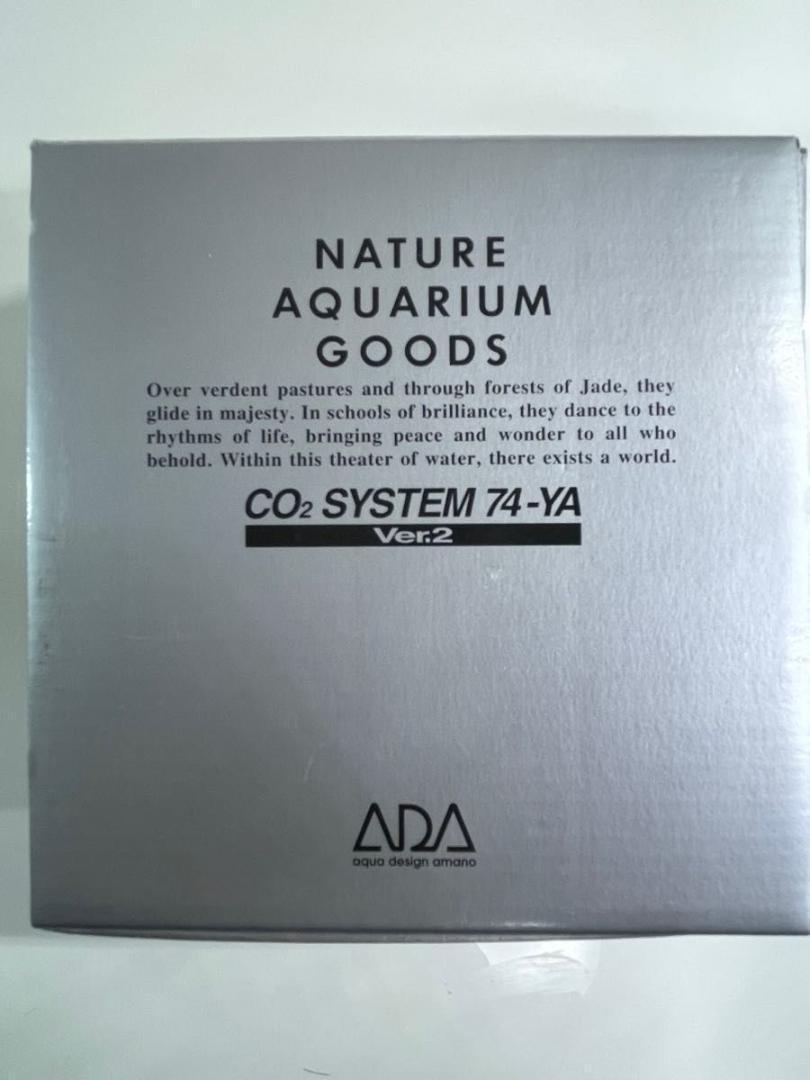 NATURE
AQUARIUM
GOODS
Over verdent pastures and through forests of Jade, they
glide in majesty. In schools of brilliance, they dance to the
rhythms of life, bringing peace and wonder to all who
behold. Within this theater of water, there exists a world.
CO₂ SYSTEM 74-YA
Ver.2
ADA
aqua design amano